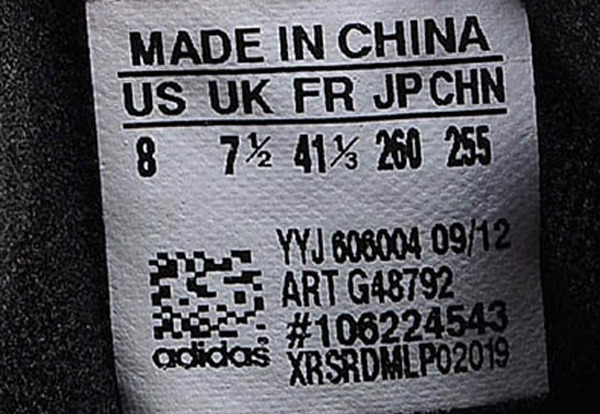 MADE IN CHINA
US UK FR JP CHN
8 7½ 41⅓ 260 255
YYJ 606004 09/12
ART G48792
#106224543
adidas XRSRDMLP02019